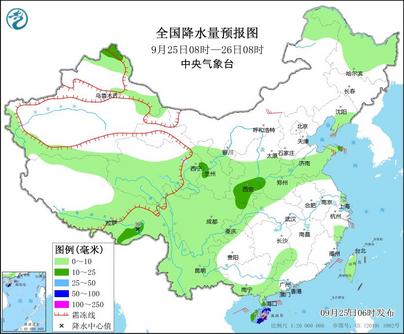 全国降水量预报图
9月25日08时—26日08时
中央气象台
哈尔滨
长春
沈阳
乌鲁木齐
呼和浩特
北京
天津
银川
太原
石家庄
济南
西宁
兰州
郑州
西安
拉萨
成都
重庆
武汉
合肥
南京
上海
杭州
长沙
南昌
贵阳
福州
台北
昆明
南宁
广州
香港
澳门
海口
图例(毫米)
0~10
10~25
25~50
50~100
100~250
霜冻线
× 降水中心值
09月25日06时发布